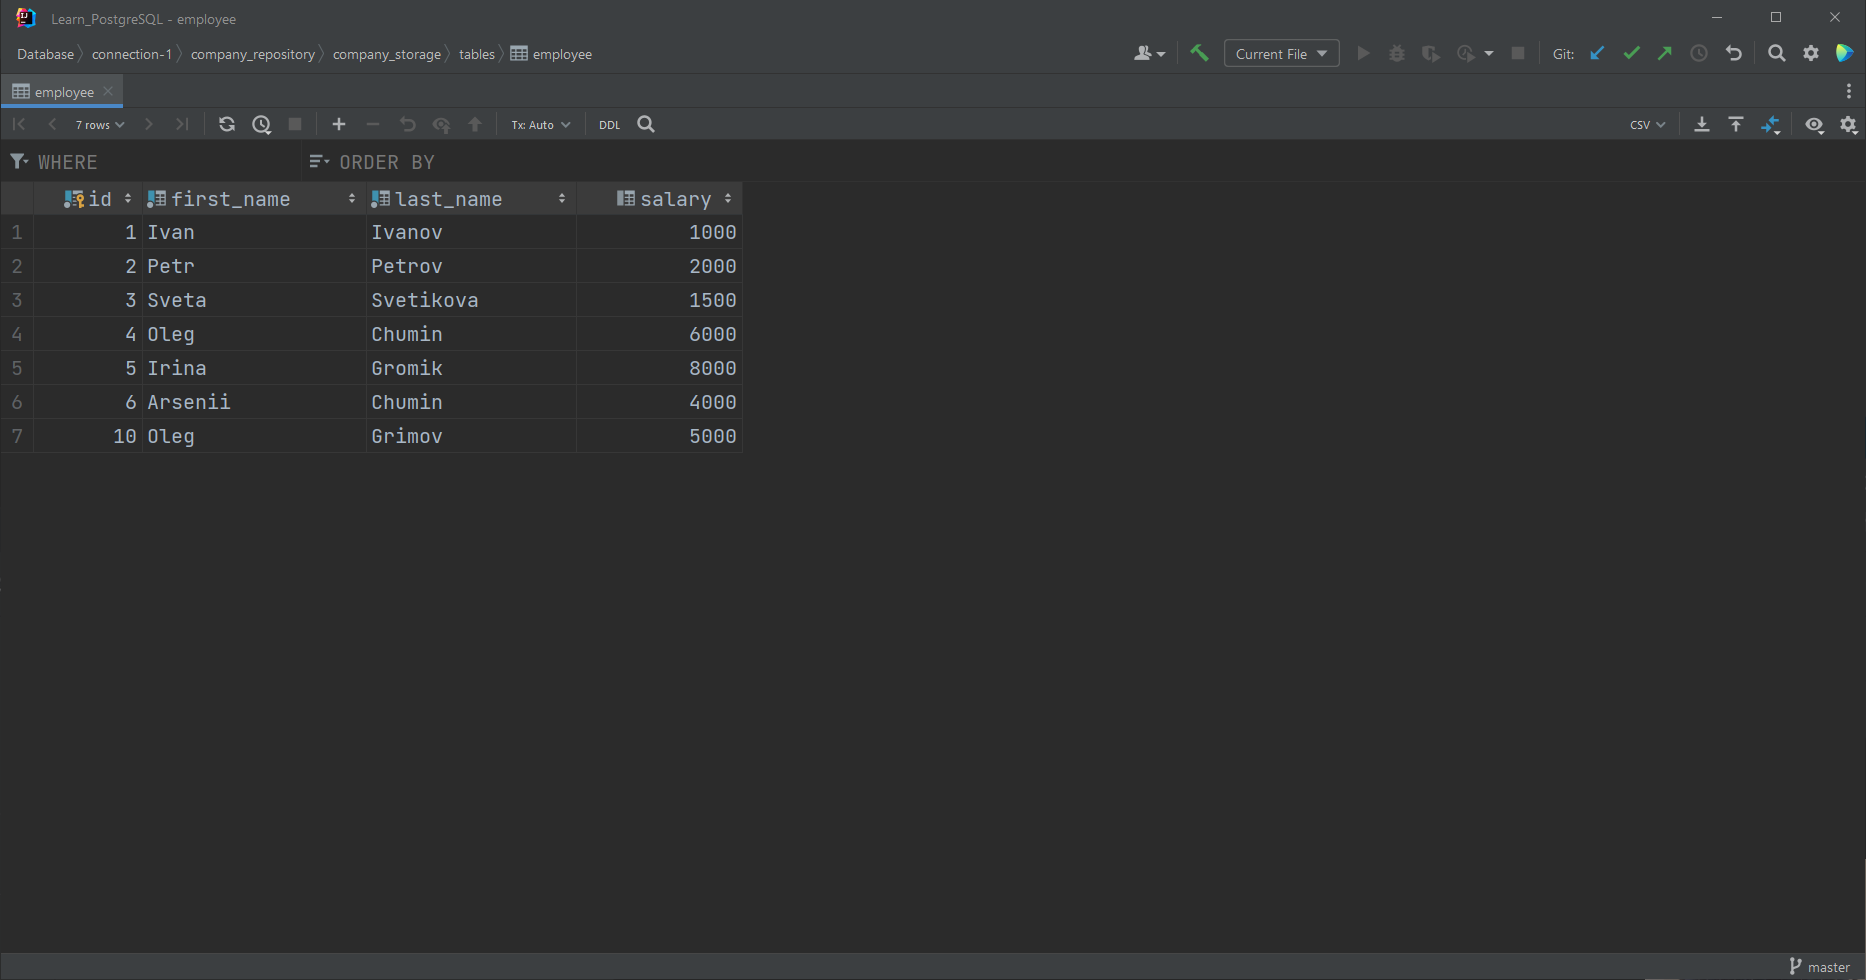 Learn_PostgreSQL - employee
Database connection-1 company_repository company_storage tables employee Current File Git:
employee
7 rows Tx: Auto DDL CSV
WHERE ORDER BY
id first_name last_name salary
1 1 Ivan Ivanov 1000
2 2 Petr Petrov 2000
3 3 Sveta Svetikova 1500
4 4 Oleg Chumin 6000
5 5 Irina Gromik 8000
6 6 Arsenii Chumin 4000
7 10 Oleg Grimov 5000
master